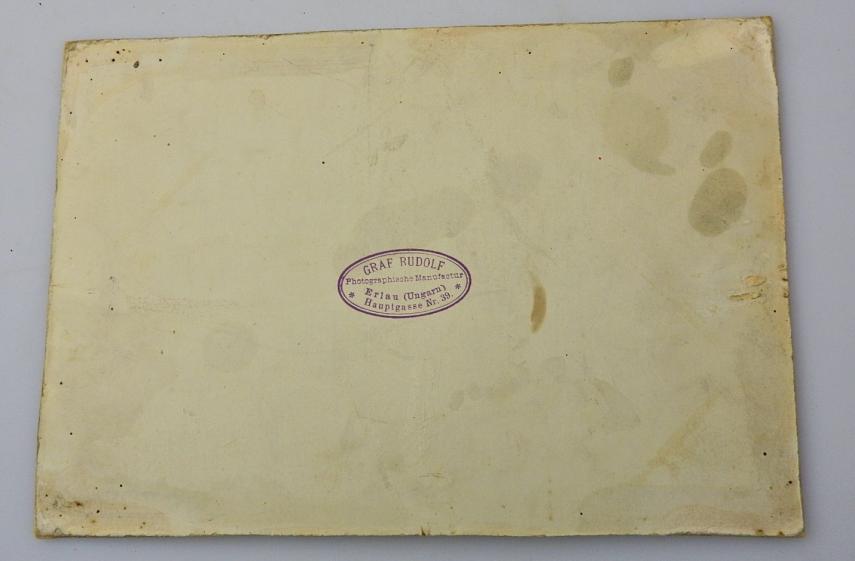 GRAF RUDOLF
Photographische Manufactur
* Erlau (Ungarn) *
Hauptgasse Nr. 39.